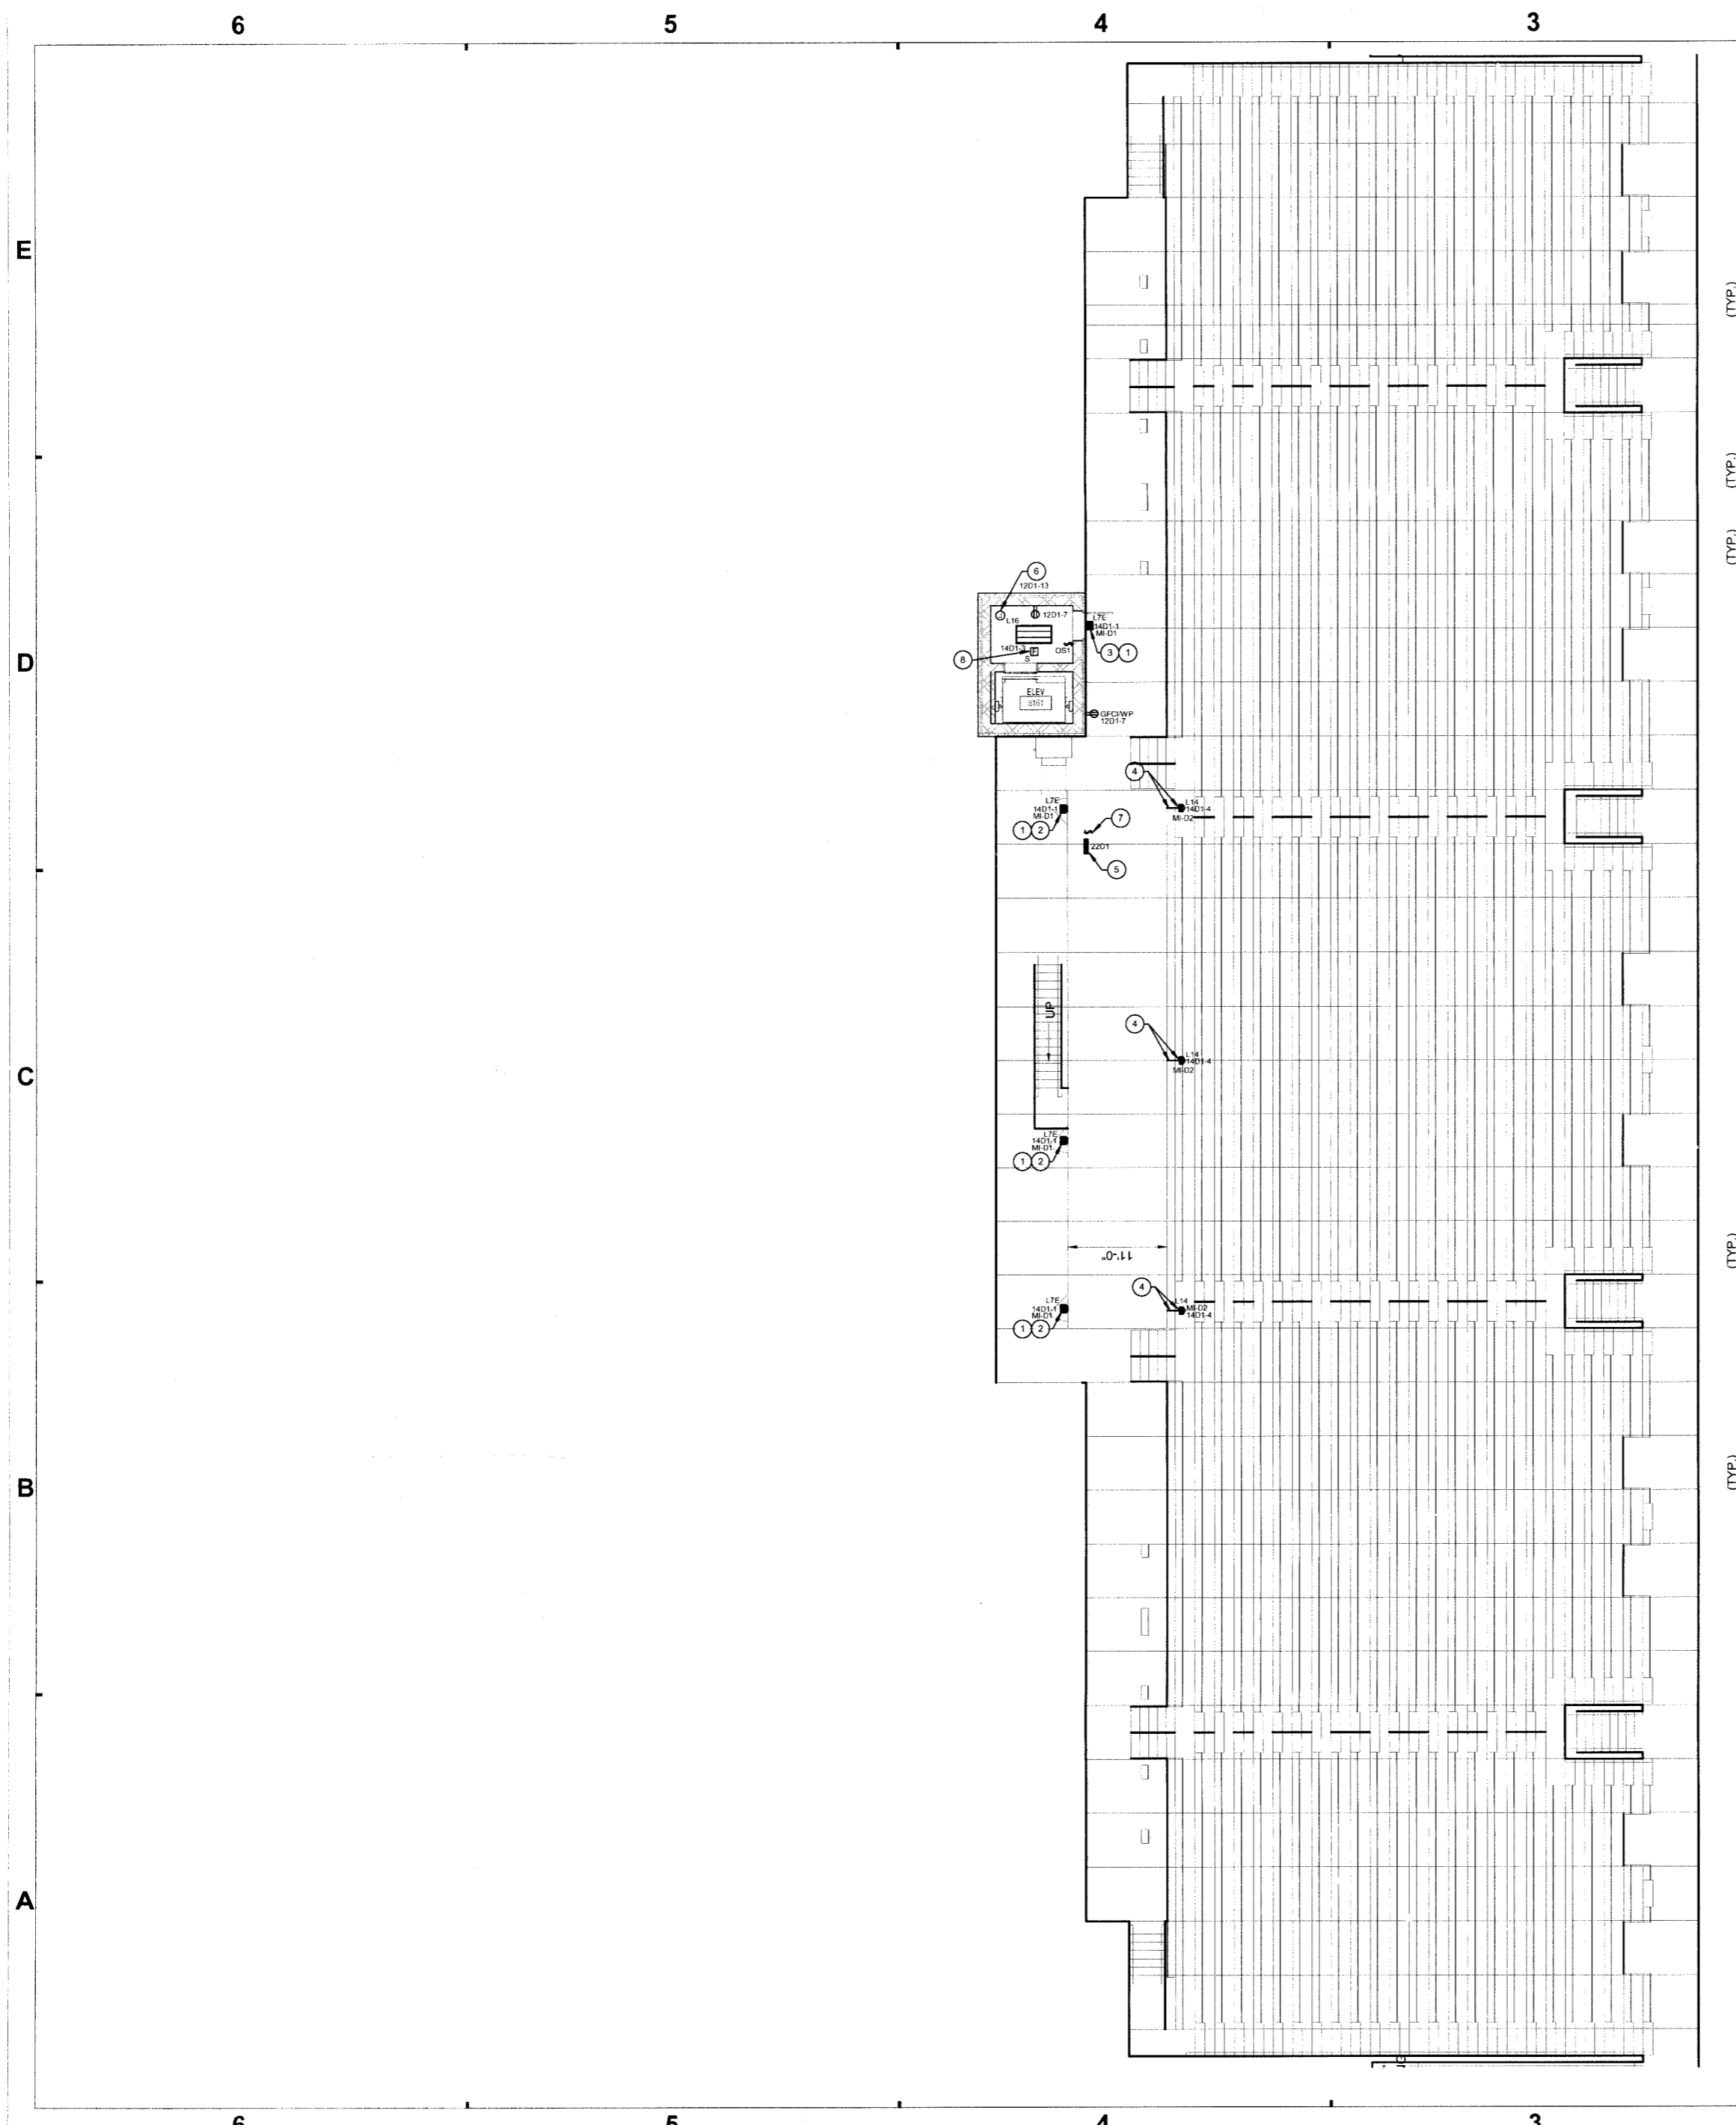 6 5 4 3
E
(TYP.)
(TYP.)
(TYP.)
6
12D1-13
J
12D1-7
L16
L7E
14D1-1
MI-D1
14D1-3
F
S
OS1
3 1
8
ELEV
S161
GFCI/WP
12D1-7
D
4
L7E
14D1-1
MI-D1
L14
14D1-4
MI-D2
1 2
7
22D1
5
UP
4
L14
14D1-4
MI-D2
C
L7E
14D1-1
MI-D1
1 2
11'-0"
(TYP.)
4
L7E
14D1-1
MI-D1
L14
MI-D2
14D1-4
1 2
B
(TYP.)
A
6 5 4 3